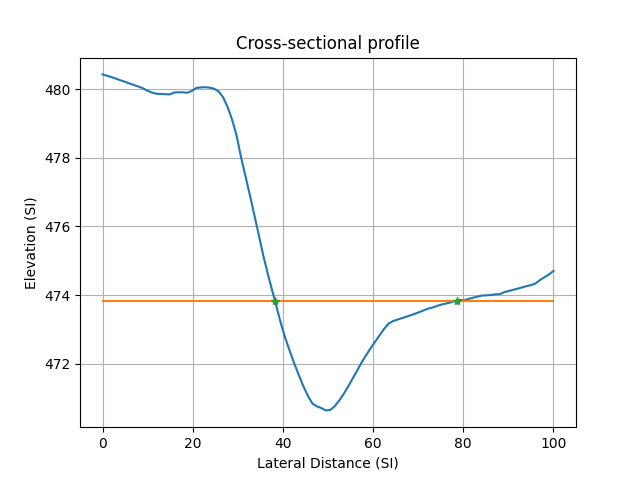 Cross-sectional profile
480
478
476
474
472
Elevation (SI)
0 20 40 60 80 100
Lateral Distance (SI)